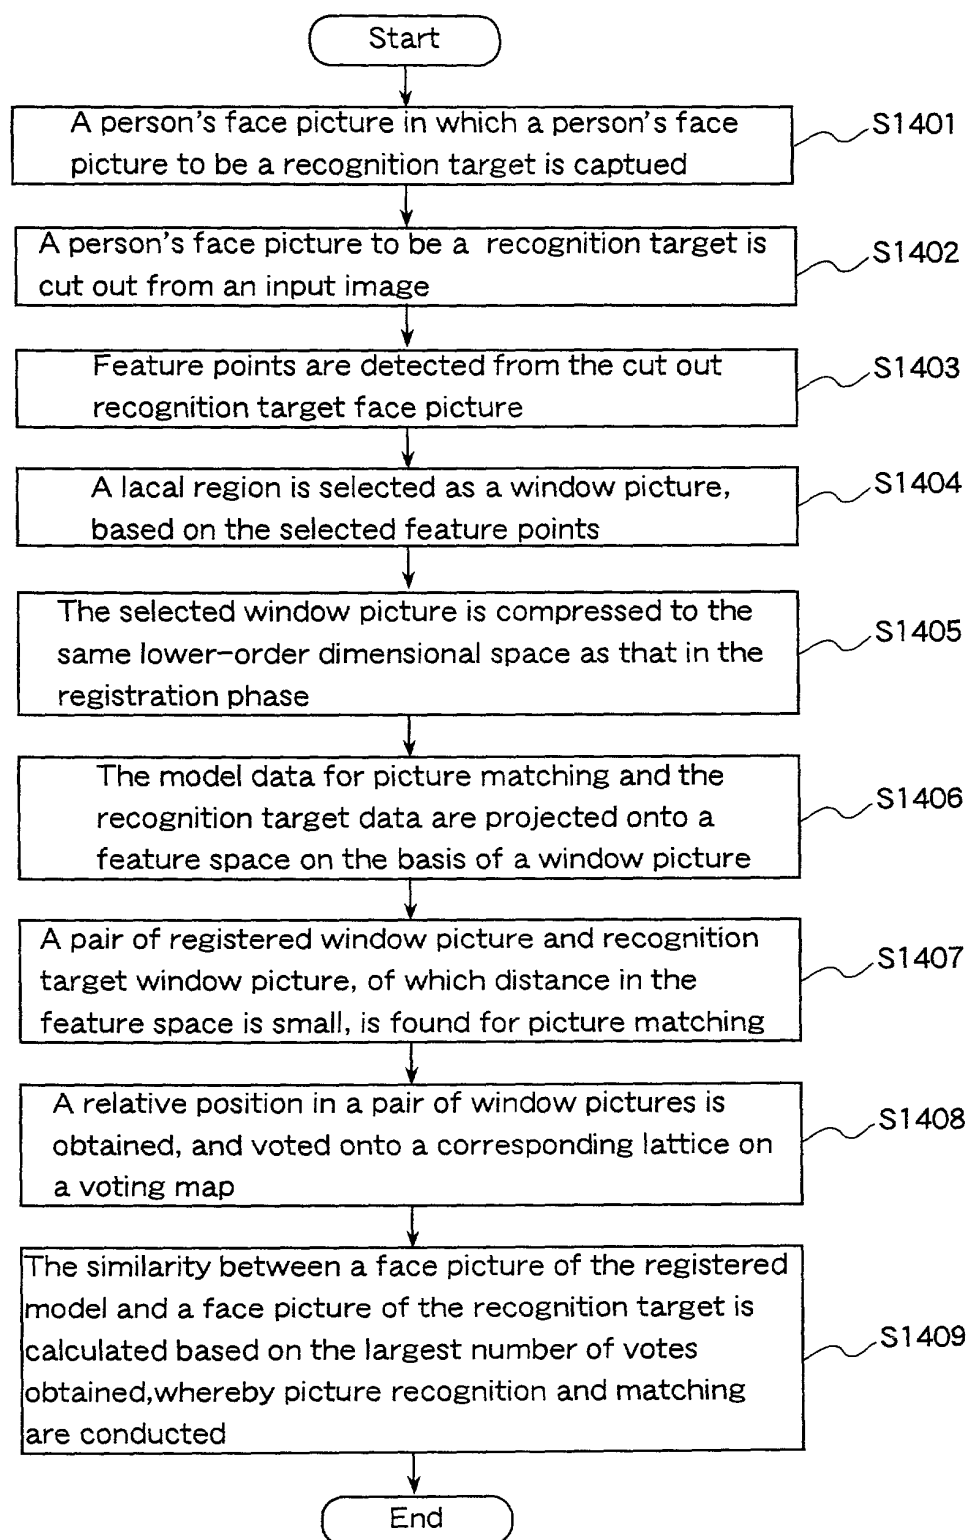 Start
A person's face picture in which a person's face
picture to be a recognition target is captued
S1401
A person's face picture to be a recognition target is
cut out from an input image
S1402
Feature points are detected from the cut out
recognition target face picture
S1403
A lacal region is selected as a window picture,
based on the selected feature points
S1404
The selected window picture is compressed to the
same lower-order dimensional space as that in the
registration phase
S1405
The model data for picture matching and the
recognition target data are projected onto a
feature space on the basis of a window picture
S1406
A pair of registered window picture and recognition
target window picture, of which distance in the
feature space is small, is found for picture matching
S1407
A relative position in a pair of window pictures is
obtained, and voted onto a corresponding lattice on
a voting map
S1408
The similarity between a face picture of the registered
model and a face picture of the recognition target is
calculated based on the largest number of votes
obtained,whereby picture recognition and matching
are conducted
S1409
End